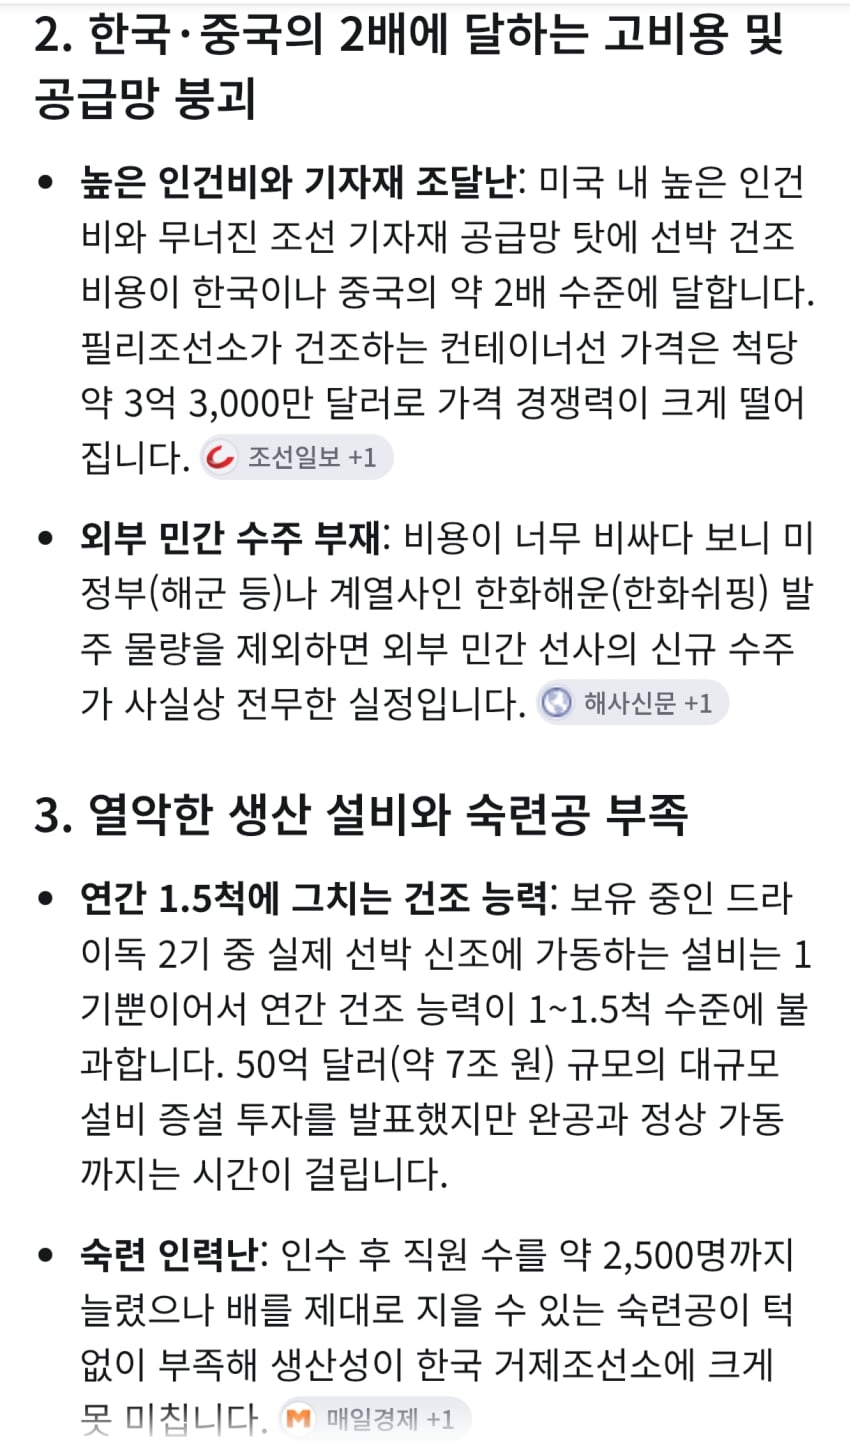 2. 한국·중국의 2배에 달하는 고비용 및
공급망 붕괴
• 높은 인건비와 기자재 조달난: 미국 내 높은 인건
비와 무너진 조선 기자재 공급망 탓에 선박 건조
비용이 한국이나 중국의 약 2배 수준에 달합니다.
필리조선소가 건조하는 컨테이너선 가격은 척당
약 3억 3,000만 달러로 가격 경쟁력이 크게 떨어
집니다. 조선일보 +1
• 외부 민간 수주 부재: 비용이 너무 비싸다 보니 미
정부(해군 등)나 계열사인 한화해운(한화쉬핑) 발
주 물량을 제외하면 외부 민간 선사의 신규 수주
가 사실상 전무한 실정입니다. 해사신문 +1
3. 열악한 생산 설비와 숙련공 부족
• 연간 1.5척에 그치는 건조 능력: 보유 중인 드라
이독 2기 중 실제 선박 신조에 가동하는 설비는 1
기뿐이어서 연간 건조 능력이 1~1.5척 수준에 불
과합니다. 50억 달러(약 7조 원) 규모의 대규모
설비 증설 투자를 발표했지만 완공과 정상 가동
까지는 시간이 걸립니다.
• 숙련 인력난: 인수 후 직원 수를 약 2,500명까지
늘렸으나 배를 제대로 지을 수 있는 숙련공이 턱
없이 부족해 생산성이 한국 거제조선소에 크게
못 미칩니다. 매일경제 +1